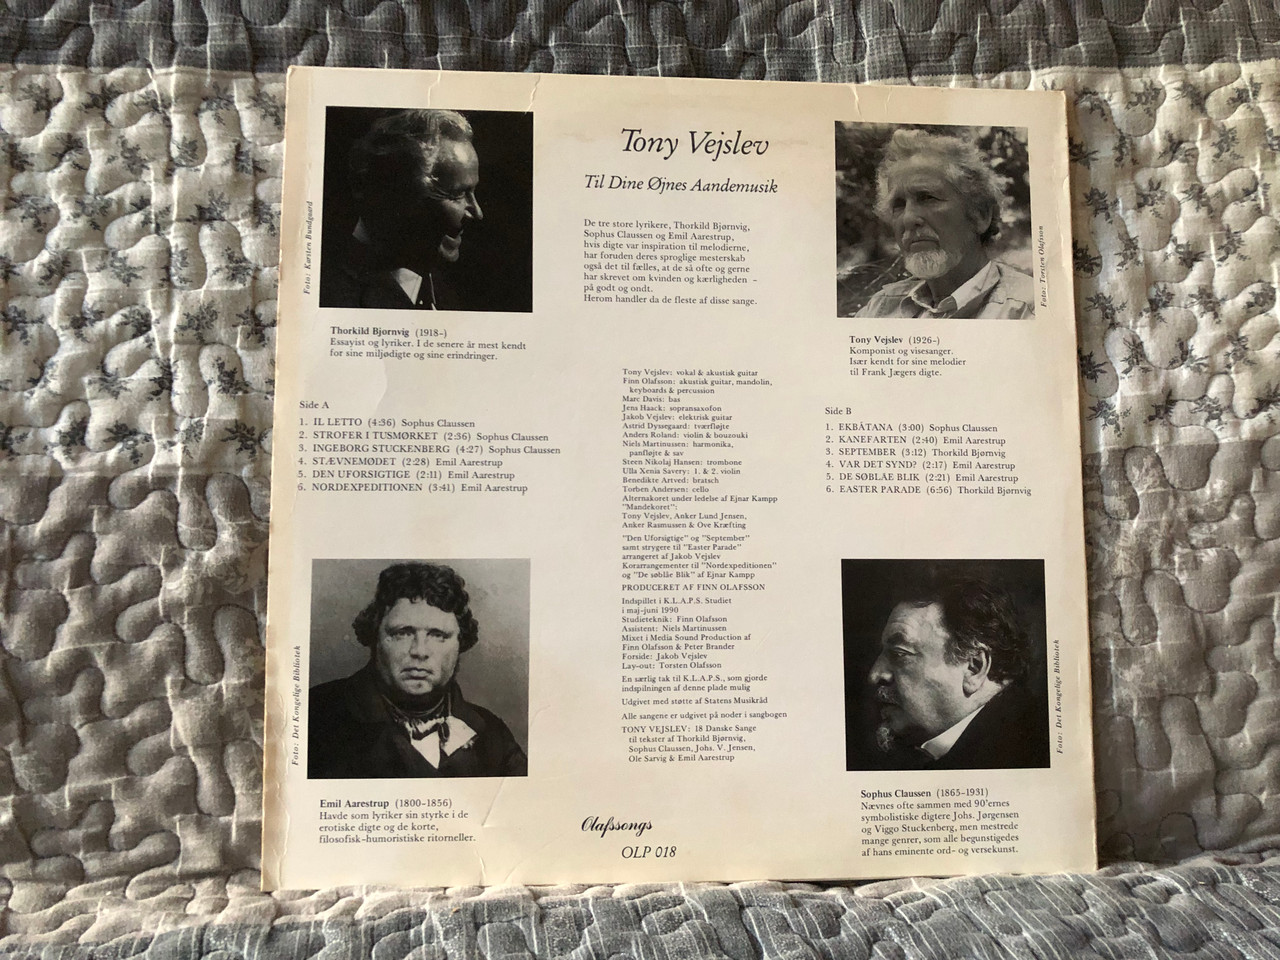 Tony Vejslev
Til Dine Øjnes Aandemusik
De tre store lyrikere, Thorkild Bjørnvig,
Sophus Claussen og Emil Aarestrup,
hvis digte var inspiration til melodierne,
har foruden deres sproglige mesterskab
også det til fælles, at de så ofte og gerne
har skrevet om kvinden og kærligheden -
på godt og ondt.
Herom handler da de fleste af disse sange.
Foto: Karsten Bundgaard
Thorkild Bjørnvig (1918-)
Essayist og lyriker. I de senere år mest kendt
for sine miljødigte og sine erindringer.
Foto: Torsten Olafsson
Tony Vejslev (1926-)
Komponist og visesanger.
Især kendt for sine melodier
til Frank Jægers digte.
Side A
1. IL LETTO (4:36) Sophus Claussen
2. STROFER I TUSMØRKET (2:36) Sophus Claussen
3. INGEBORG STUCKENBERG (4:27) Sophus Claussen
4. STÆVNEMØDET (2:28) Emil Aarestrup
5. DEN UFORSIGTIGE (2:11) Emil Aarestrup
6. NORDEXPEDITIONEN (3:41) Emil Aarestrup
Tony Vejslev: vokal & akustisk guitar
Finn Olafsson: akustisk guitar, mandolin,
keyboards & percussion
Marc Davis: bas
Jens Haack: sopransaxofon
Jakob Vejslev: elektrisk guitar
Astrid Dyssegaard: tværfløjte
Anders Roland: violin & bouzouki
Niels Martinussen: harmonika,
panfløjte & sav
Steen Nikolaj Hansen: trombone
Ulla Xenia Savery: 1. & 2. violin
Benedikte Artved: bratsch
Torben Andersen: cello
Alternakoret under ledelse af Ejnar Kampp
"Mandekoret":
Tony Vejslev, Anker Lund Jensen,
Anker Rasmussen & Ove Kræfting
"Den Uforsigtige" og "September"
samt strygere til "Easter Parade"
arrangeret af Jakob Vejslev
Korarrangementer til "Nordexpeditionen"
og "De søblåe Blik" af Ejnar Kampp
PRODUCERET AF FINN OLAFSSON
Indspillet i K.L.A.P.S. Studiet
i maj-juni 1990
Studieteknik: Finn Olafsson
Assistent: Niels Martinussen
Mixet i Media Sound Production af
Finn Olafsson & Peter Brander
Forside: Jakob Vejslev
Lay-out: Torsten Olafsson
En særlig tak til K.L.A.P.S., som gjorde
indspilningen af denne plade mulig
Udgivet med støtte af Statens Musikråd
Alle sangene er udgivet på noder i sangbogen
TONY VEJSLEV: 18 Danske Sange
til tekster af Thorkild Bjørnvig,
Sophus Claussen, Johs. V. Jensen,
Ole Sarvig & Emil Aarestrup
Side B
1. EKBÁTANA (3:00) Sophus Claussen
2. KANEFARTEN (2:40) Emil Aarestrup
3. SEPTEMBER (3:12) Thorkild Bjørnvig
4. VAR DET SYND? (2:17) Emil Aarestrup
5. DE SØBLÅE BLIK (2:21) Emil Aarestrup
6. EASTER PARADE (6:56) Thorkild Bjørnvig
Foto: Det Kongelige Bibliotek
Emil Aarestrup (1800-1856)
Havde som lyriker sin styrke i de
erotiske digte og de korte,
filosofisk-humoristiske ritorneller.
Foto: Det Kongelige Bibliotek
Sophus Claussen (1865-1931)
Nævnes ofte sammen med 90'ernes
symbolistiske digtere Johs. Jørgensen
og Viggo Stuckenberg, men mestrede
mange genrer, som alle begunstigedes
af hans eminente ord- og versekunst.
Olafssongs
OLP 018